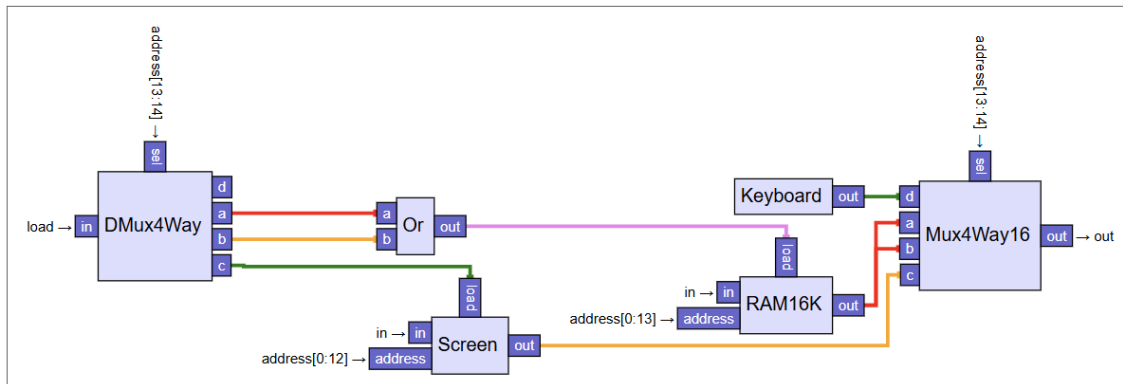 address[13:14] →
address[13:14] →
sel
sel
d
load → in DMux4Way a
b
c
a Or out
b
Keyboard out
d
a
b Mux4Way16 out → out
c
load
in → in RAM16K out
address[0:13] → address
load
in → in Screen out
address[0:12] → address